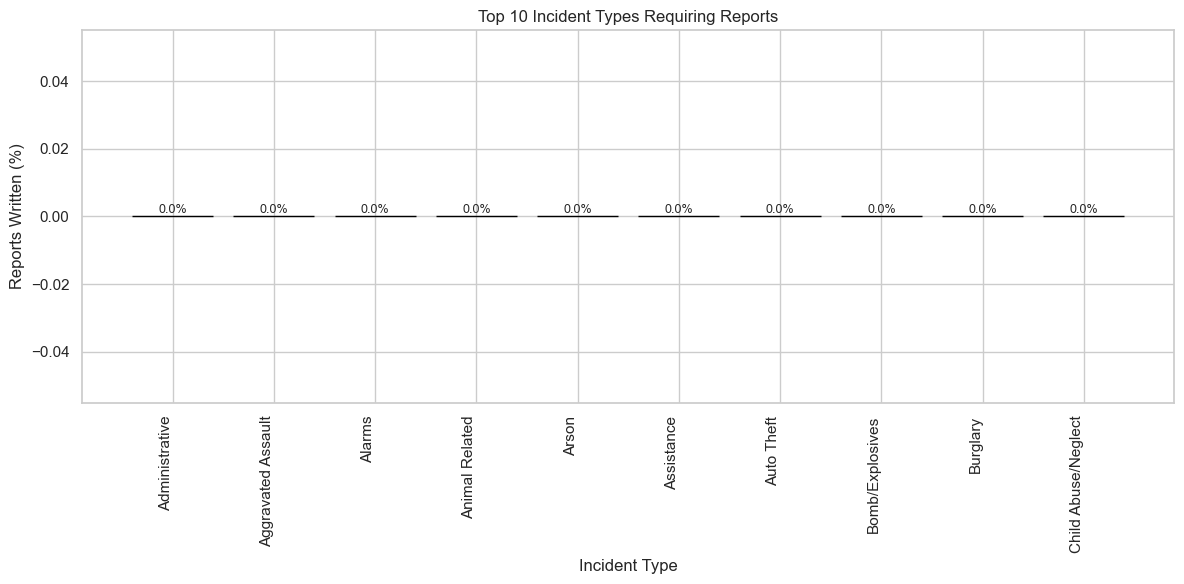 Top 10 Incident Types Requiring Reports
Reports Written (%)
0.04
0.02
0.00
−0.02
−0.04
0.0% 0.0% 0.0% 0.0% 0.0% 0.0% 0.0% 0.0% 0.0% 0.0%
Administrative
Aggravated Assault
Alarms
Animal Related
Arson
Assistance
Auto Theft
Bomb/Explosives
Burglary
Child Abuse/Neglect
Incident Type